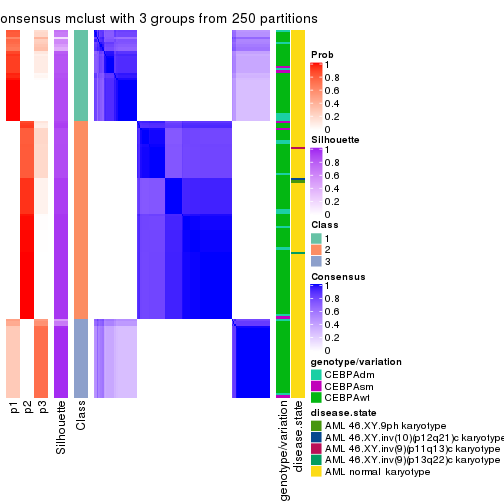 onsensus mclust with 3 groups from 250 partitions
Prob
1
0.8
0.6
0.4
0.2
0
Silhouette
1
0.8
0.6
0.4
0.2
0
Class
1
2
3
Consensus
1
0.8
0.6
0.4
0.2
0
genotype/variation
CEBPAdm
CEBPAsm
CEBPAwt
disease.state
AML 46.XY.9ph karyotype
AML 46.XY.inv(10)(p12q21)c karyotype
AML 46.XY.inv(9)(p11q13)c karyotype
AML 46.XY.inv(9)(p13q22)c karyotype
AML normal karyotype
p1
p2
p3
Silhouette
Class
genotype/variation
disease.state